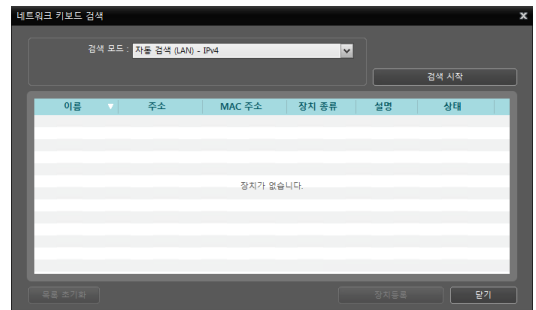 네트워크 키보드 검색 x
검색 모드 : 자동 검색 (LAN) - IPv4
검색 시작
이름 주소 MAC 주소 장치 종류 설명 상태
장치가 없습니다.
목록 초기화 장치등록 닫기